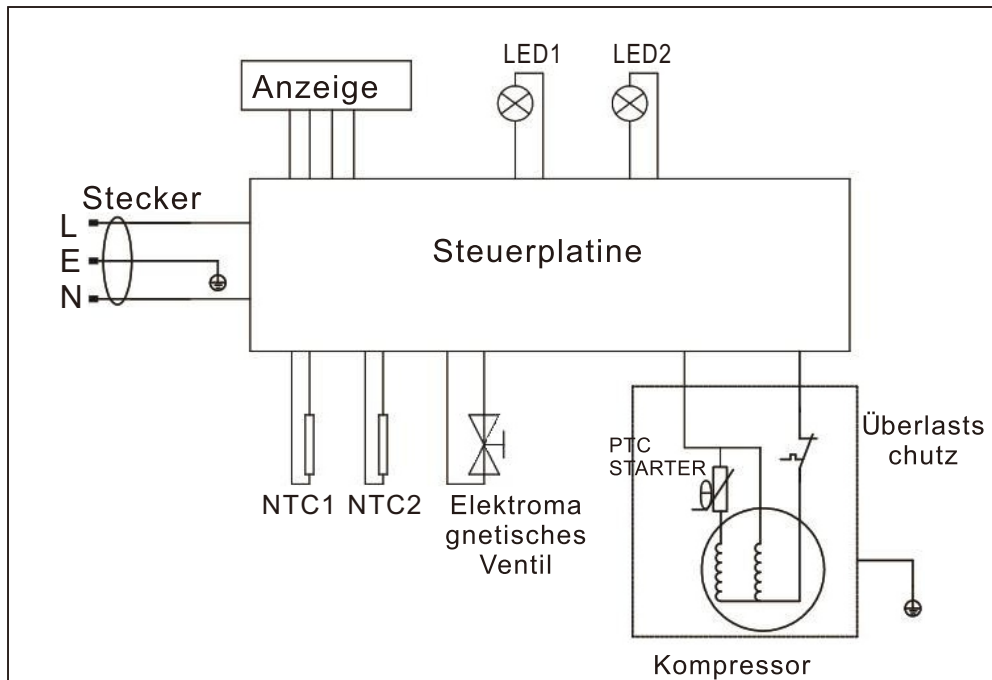 LED1
LED2
Anzeige
Stecker
L
E
N
Steuerplatine
NTC1
NTC2
Elektroma
gnetisches
Ventil
PTC
STARTER
Überlasts
chutz
Kompressor